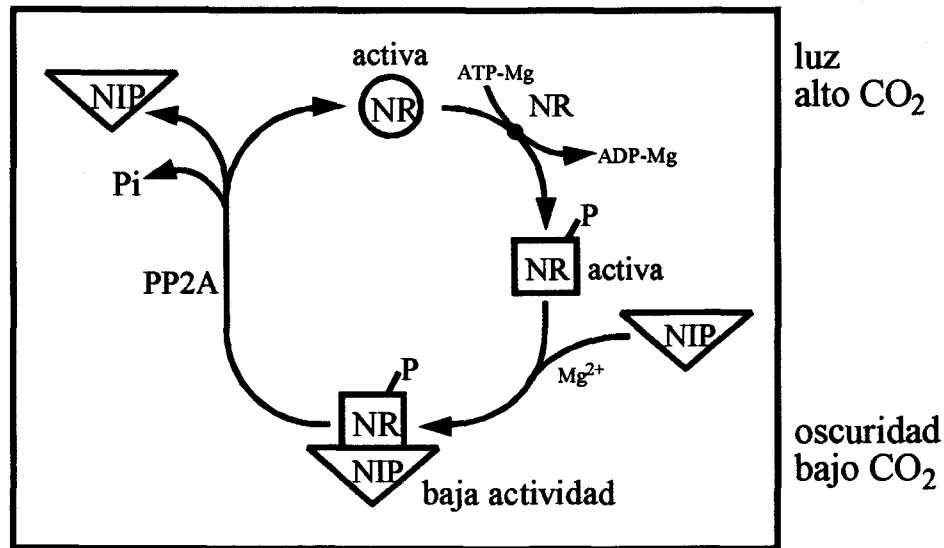 activa
NR
NIP
ATP-Mg
NR
ADP-Mg
Pi
P
NR
activa
PP2A
NIP
Mg2+
P
NR
NIP
baja actividad
luz
alto CO2
oscuridad
bajo CO2